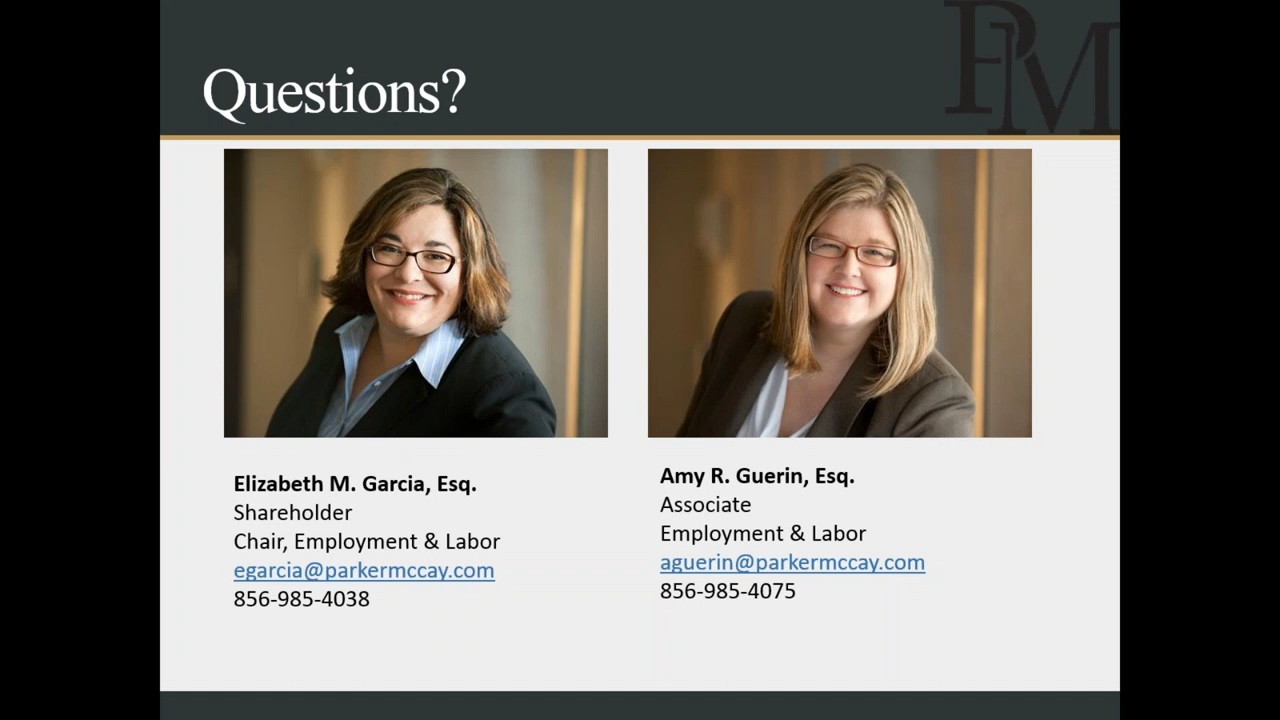 PM
Questions?
Elizabeth M. Garcia, Esq.
Shareholder
Chair, Employment & Labor
egarcia@parkermccay.com
856-985-4038
Amy R. Guerin, Esq.
Associate
Employment & Labor
aguerin@parkermccay.com
856-985-4075